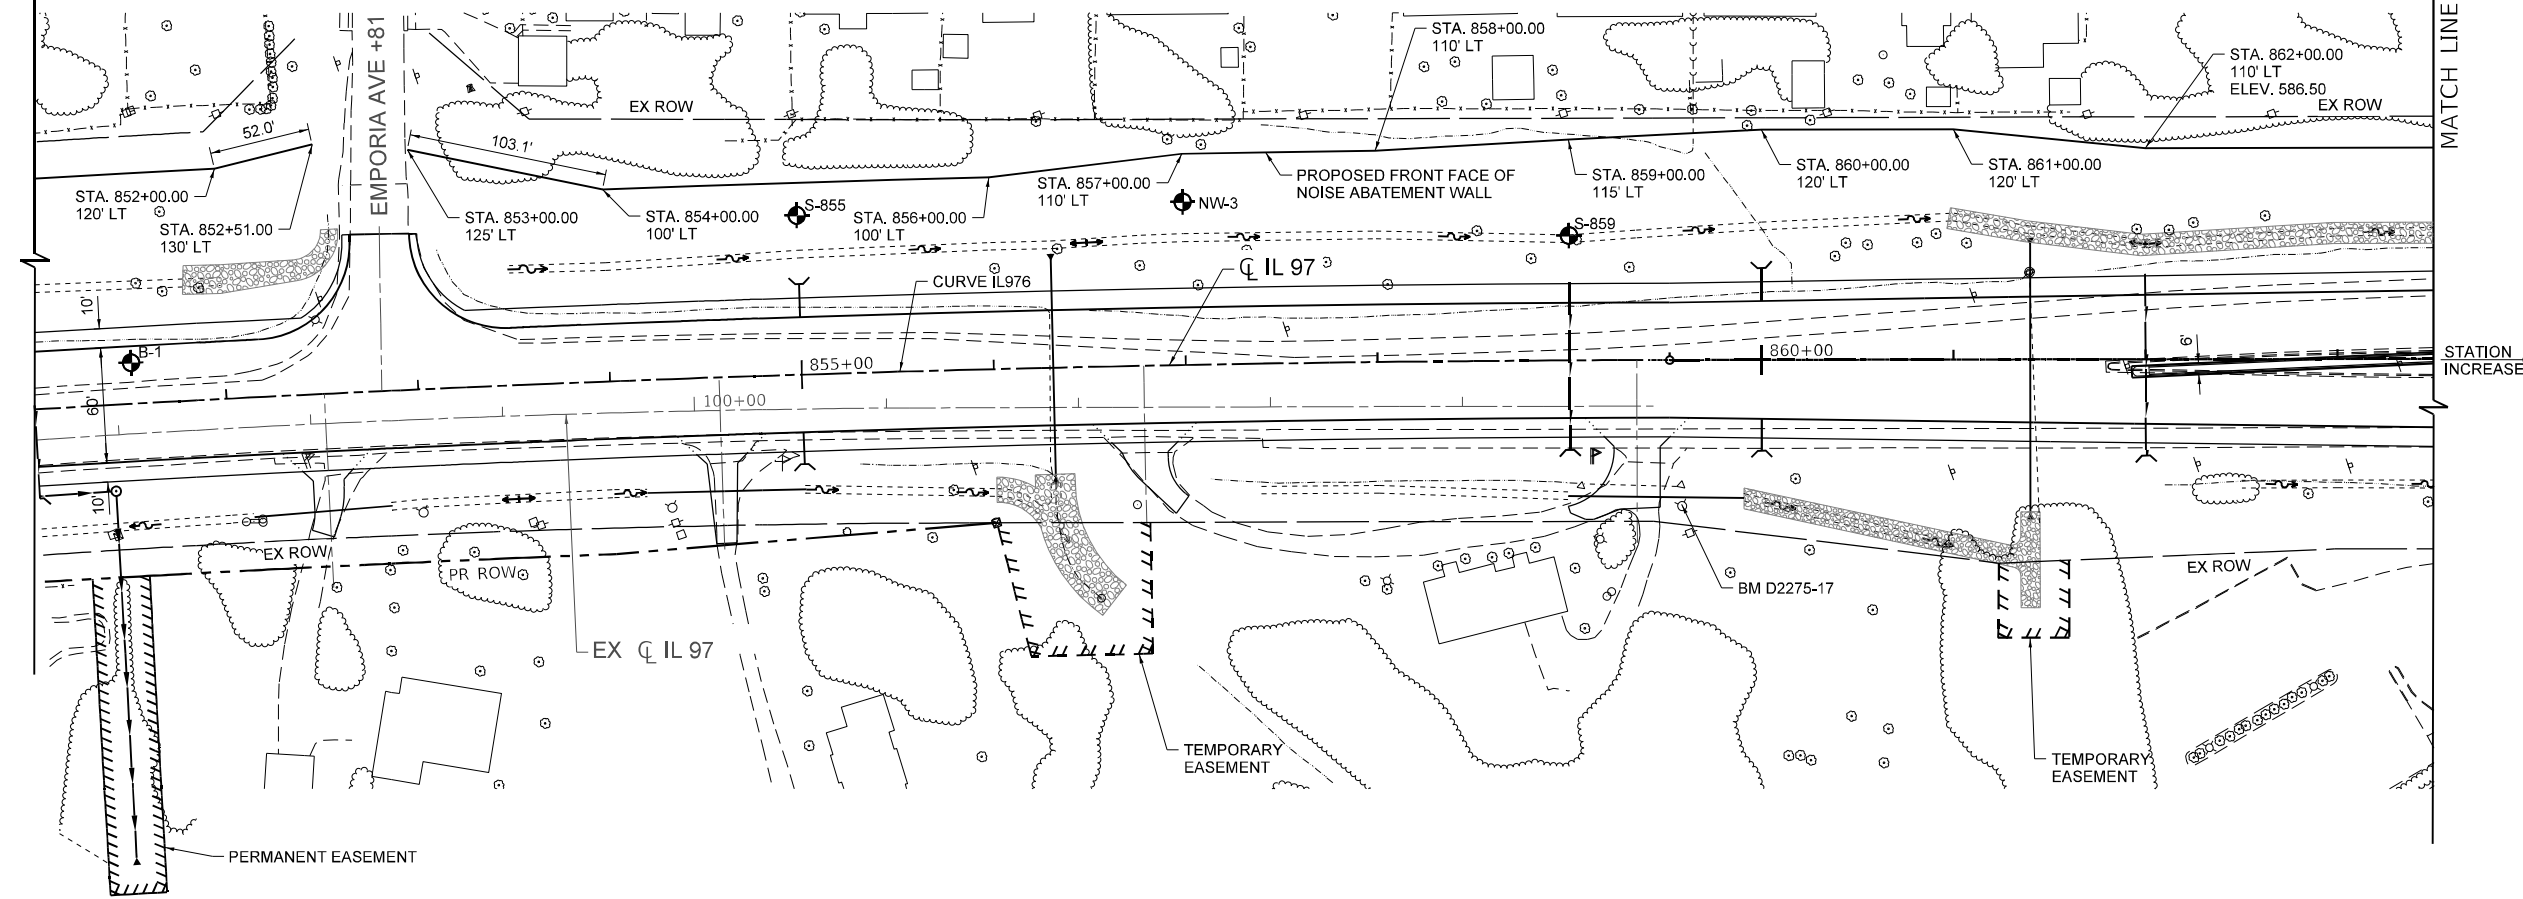 EMPORIA AVE +81
STA. 858+00.00
110' LT
MATCH LINE
STA. 862+00.00
110' LT
ELEV. 586.50
EX ROW
EX ROW
52.0'
103.1'
STA. 852+00.00
120' LT
STA. 852+51.00
130' LT
STA. 853+00.00
125' LT
STA. 854+00.00
100' LT
S-855
STA. 856+00.00
100' LT
STA. 857+00.00
110' LT
NW-3
PROPOSED FRONT FACE OF
NOISE ABATEMENT WALL
STA. 859+00.00
115' LT
S-859
STA. 860+00.00
120' LT
STA. 861+00.00
120' LT
10'
CURVE IL976
℄ IL 97
B-1
855+00
860+00
6'
STATION
INCREASE
60'
100+00
10'
EX ROW
PR ROW
EX ROW
BM D2275-17
EX ℄ IL 97
TEMPORARY
EASEMENT
TEMPORARY
EASEMENT
PERMANENT EASEMENT